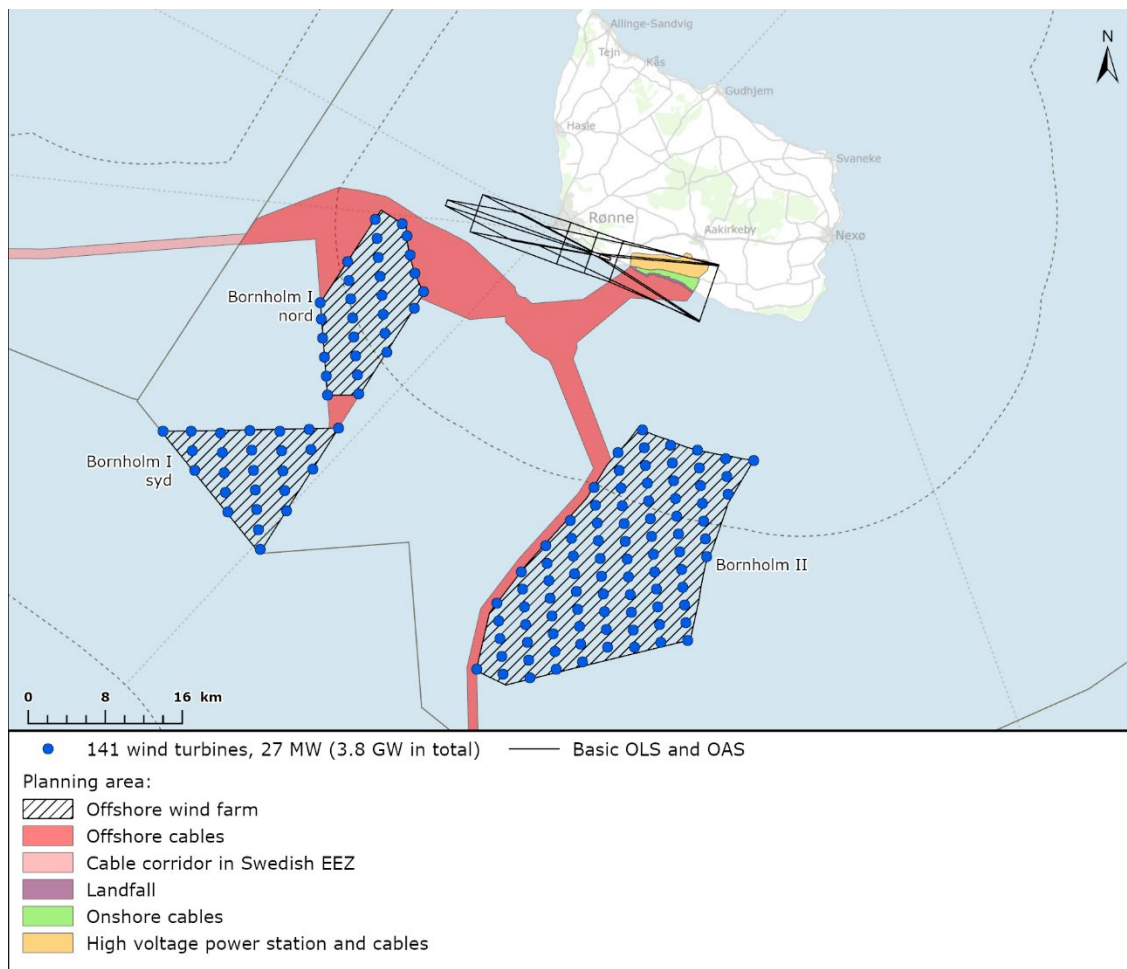 Allinge-Sandvig
N
Tejn
Kås
Gudhjem
Hasle
Svaneke
Rønne
Aakirkeby
Nexø
Bornholm I
nord
Bornholm I
syd
Bornholm II
0 8 16 km
141 wind turbines, 27 MW (3.8 GW in total)
Basic OLS and OAS
Planning area:
Offshore wind farm
Offshore cables
Cable corridor in Swedish EEZ
Landfall
Onshore cables
High voltage power station and cables